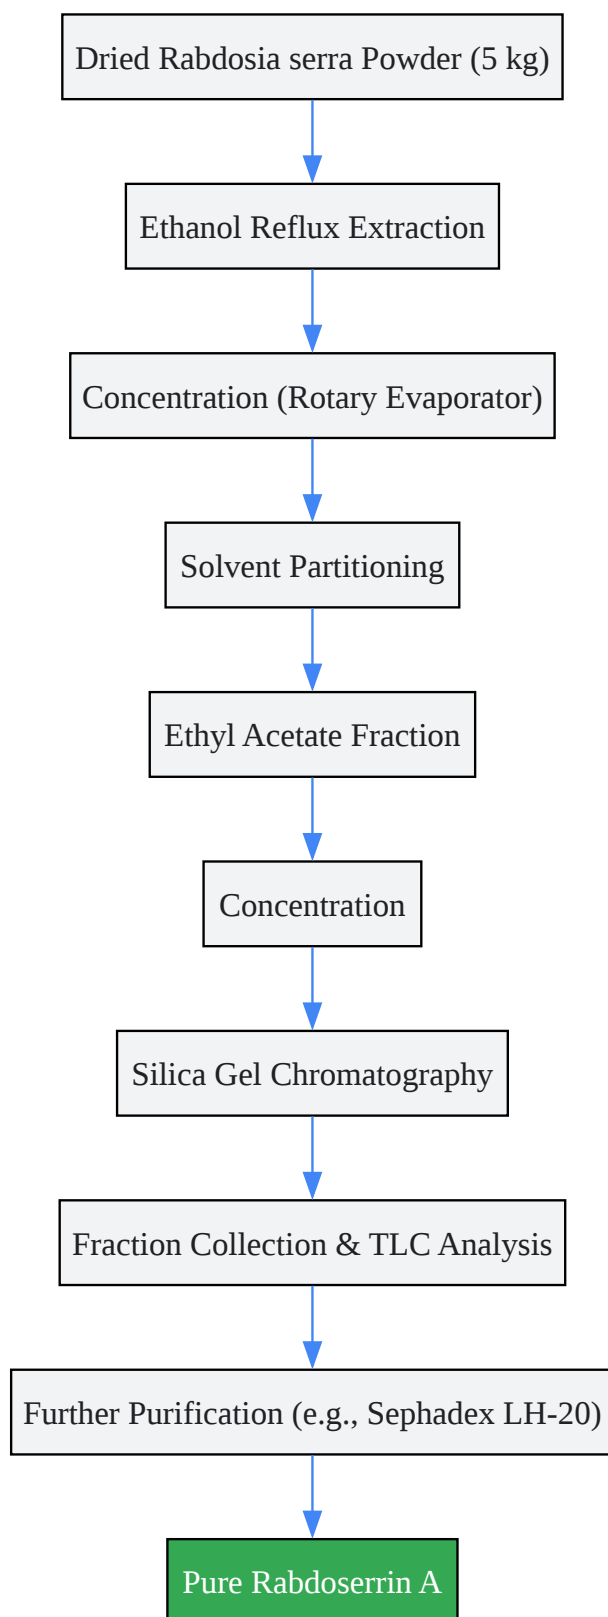 Dried Rabdosia serra Powder (5 kg)
Ethanol Reflux Extraction
Concentration (Rotary Evaporator)
Solvent Partitioning
Ethyl Acetate Fraction
Concentration
Silica Gel Chromatography
Fraction Collection & TLC Analysis
Further Purification (e.g., Sephadex LH-20)
Pure Rabdoserrin A